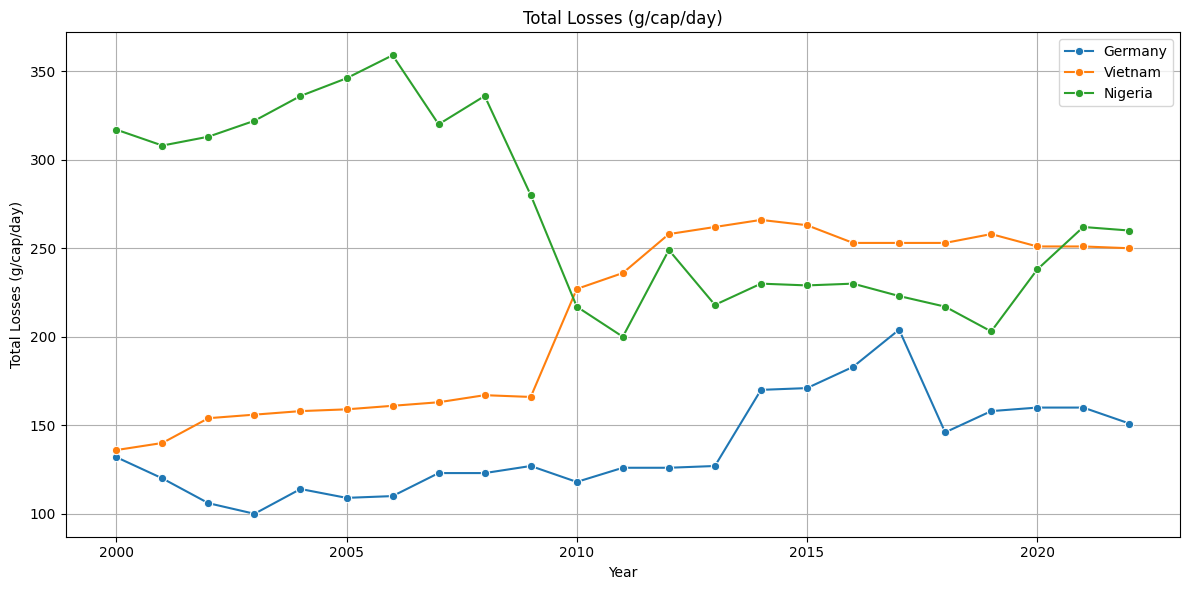 Total Losses (g/cap/day)
Germany
Vietnam
Nigeria
350
300
250
200
150
100
Total Losses (g/cap/day)
2000 2005 2010 2015 2020
Year